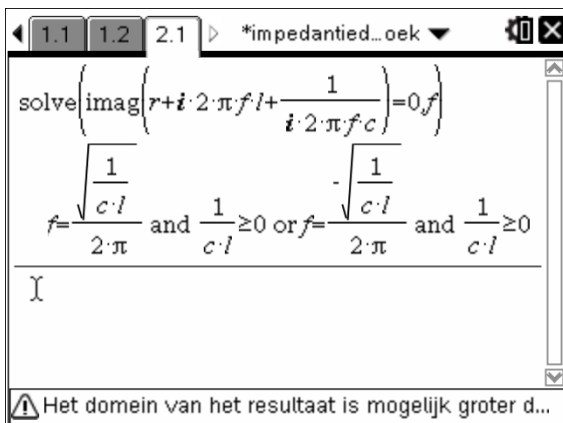 1.1 1.2 2.1 *impedantied…oek
solve(imag(r+i·2·π·f·l+1/(i·2·π·f·c))=0,f)
f=√(1/(c·l))/(2·π) and 1/(c·l)≥0 or f=-√(1/(c·l))/(2·π) and 1/(c·l)≥0
Het domein van het resultaat is mogelijk groter d...